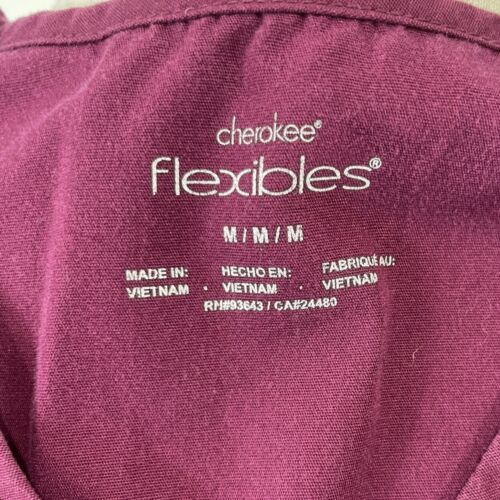 cherokee®
flexibles®
M / M / M
MADE IN: HECHO EN: FABRIQUÉ AU:
VIETNAM · VIETNAM · VIETNAM
RN#93643 / CA#24480